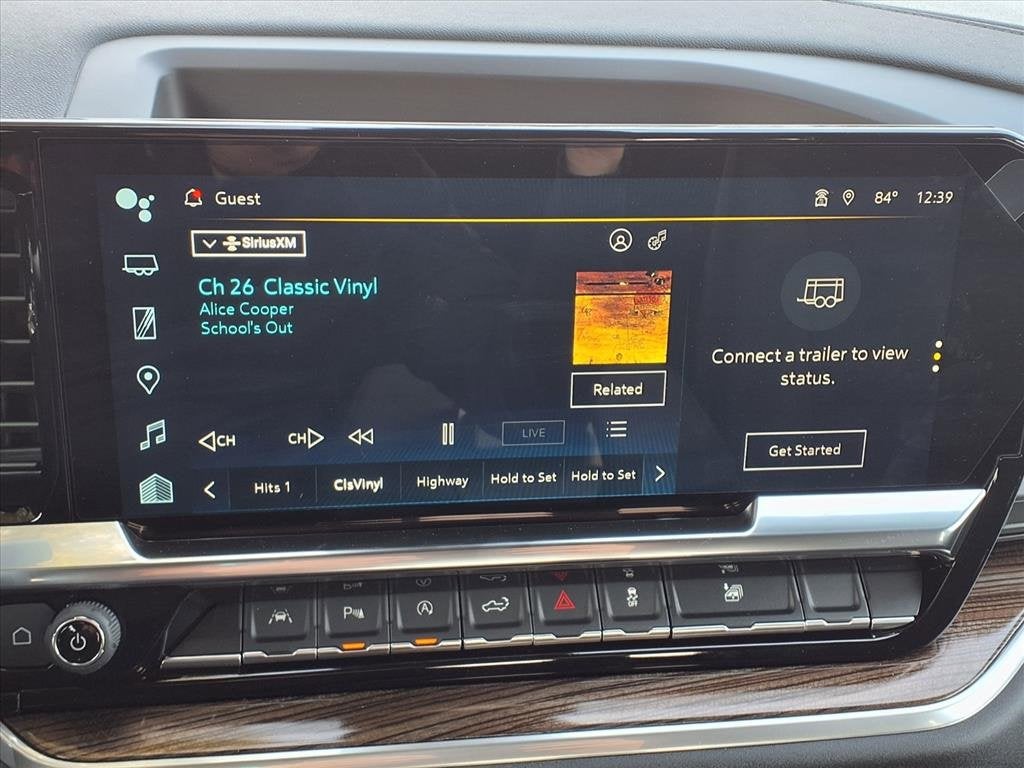 Guest
84° 12:39
SiriusXM
Ch 26 Classic Vinyl
Alice Cooper
School's Out
Related
Connect a trailer to view
status.
Get Started
CH
CH
LIVE
Hits 1
ClsVinyl
Highway
Hold to Set
Hold to Set
P
A
OFF